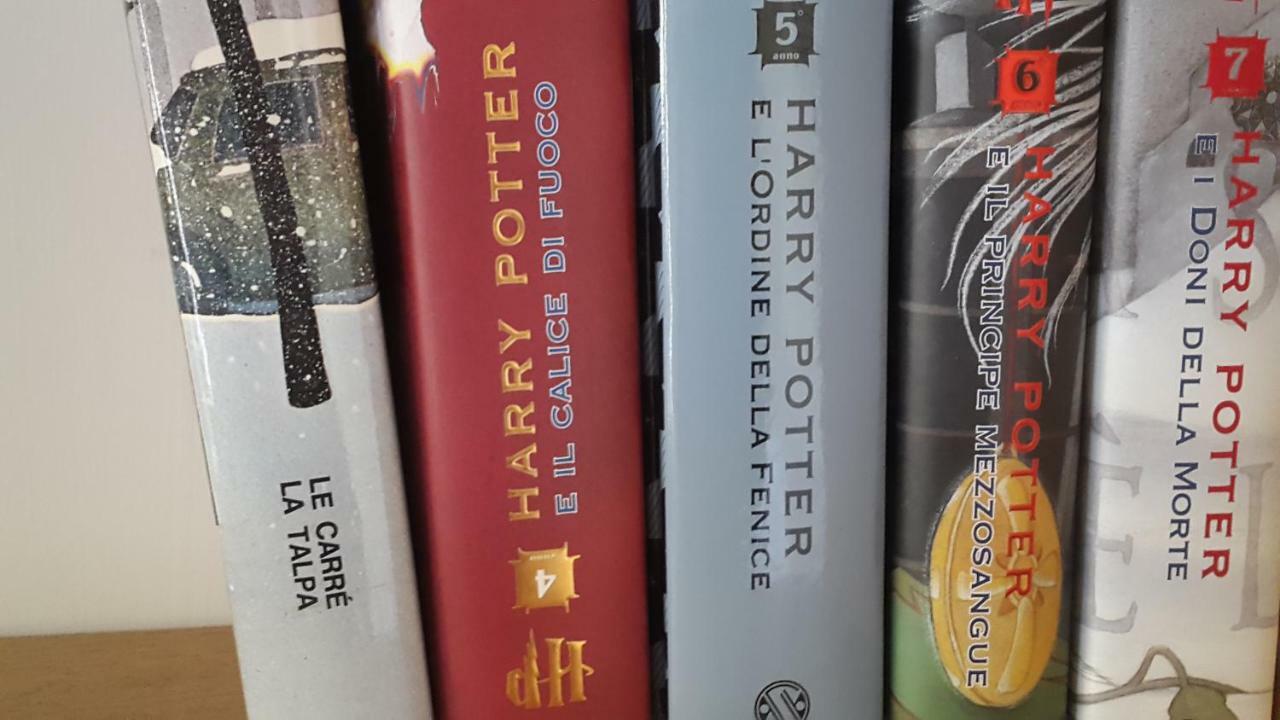 LE CARRÉ
LA TALPA
HARRY POTTER
E IL CALICE DI FUOCO
4
5°
anno
HARRY POTTER
E L'ORDINE DELLA FENICE
6
HARRY POTTER
E IL PRINCIPE MEZZOSANGUE
7
HARRY POTTER
E I DONI DELLA MORTE